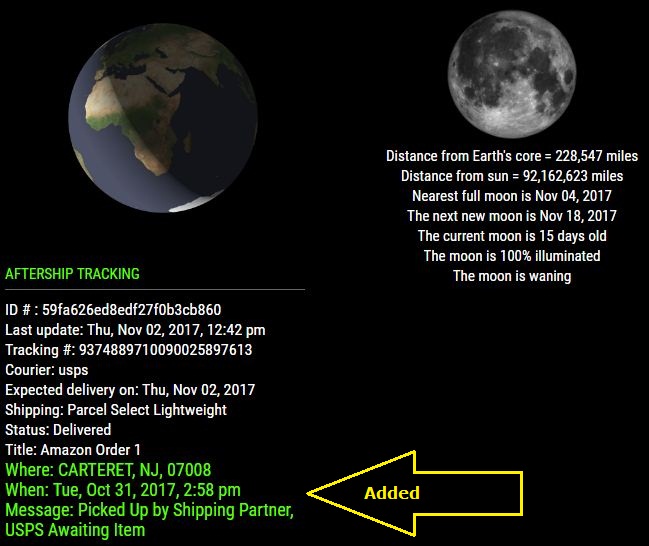 Distance from Earth's core = 228,547 miles
Distance from sun = 92,162,623 miles
Nearest full moon is Nov 04, 2017
The next new moon is Nov 18, 2017
The current moon is 15 days old
The moon is 100% illuminated
The moon is waning
AFTERSHIP TRACKING
ID # : 59fa626ed8edf27f0b3cb860
Last update: Thu, Nov 02, 2017, 12:42 pm
Tracking #: 9374889710090025897613
Courier: usps
Expected delivery on: Thu, Nov 02, 2017
Shipping: Parcel Select Lightweight
Status: Delivered
Title: Amazon Order 1
Where: CARTERET, NJ, 07008
When: Tue, Oct 31, 2017, 2:58 pm
Message: Picked Up by Shipping Partner,
USPS Awaiting Item
Added